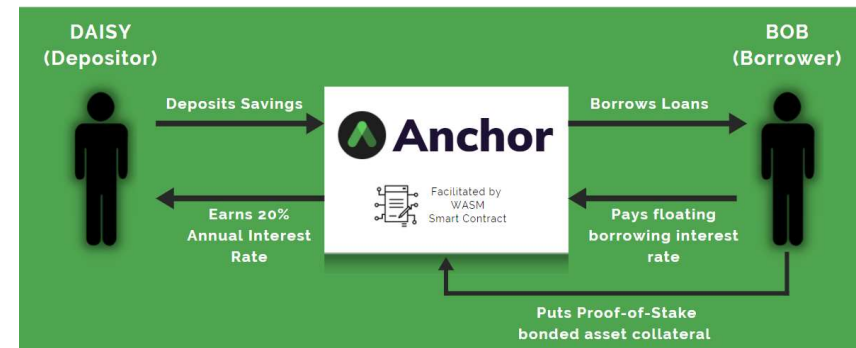 DAISY
(Depositor)
BOB
(Borrower)
Deposits Savings
Borrows Loans
Anchor
Facilitated by
WASM
Smart Contract
Earns 20%
Annual Interest
Rate
Pays floating
borrowing interest
rate
Puts Proof-of-Stake
bonded asset collateral